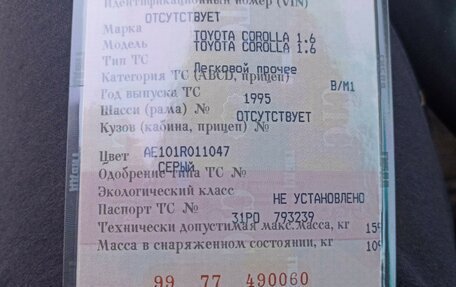 Идентификационный номер (VIN)
ОТСУТСТВУЕТ
Марка TOYOTA COROLLA 1.6
Модель TOYOTA COROLLA 1.6
Тип ТС Легковой прочее
Категория ТС (ABCD, прицеп) B/M1
Год выпуска ТС 1995
Шасси (рама) № ОТСУТСТВУЕТ
Кузов (кабина, прицеп) №
AE101R011047
Цвет СЕРЫЙ
Одобрение типа ТС №
Экологический класс НЕ УСТАНОВЛЕНО
Паспорт ТС № 31РО 793239
Технически допустимая макс.масса, кг
Масса в снаряженном состоянии, кг
99 77 490060